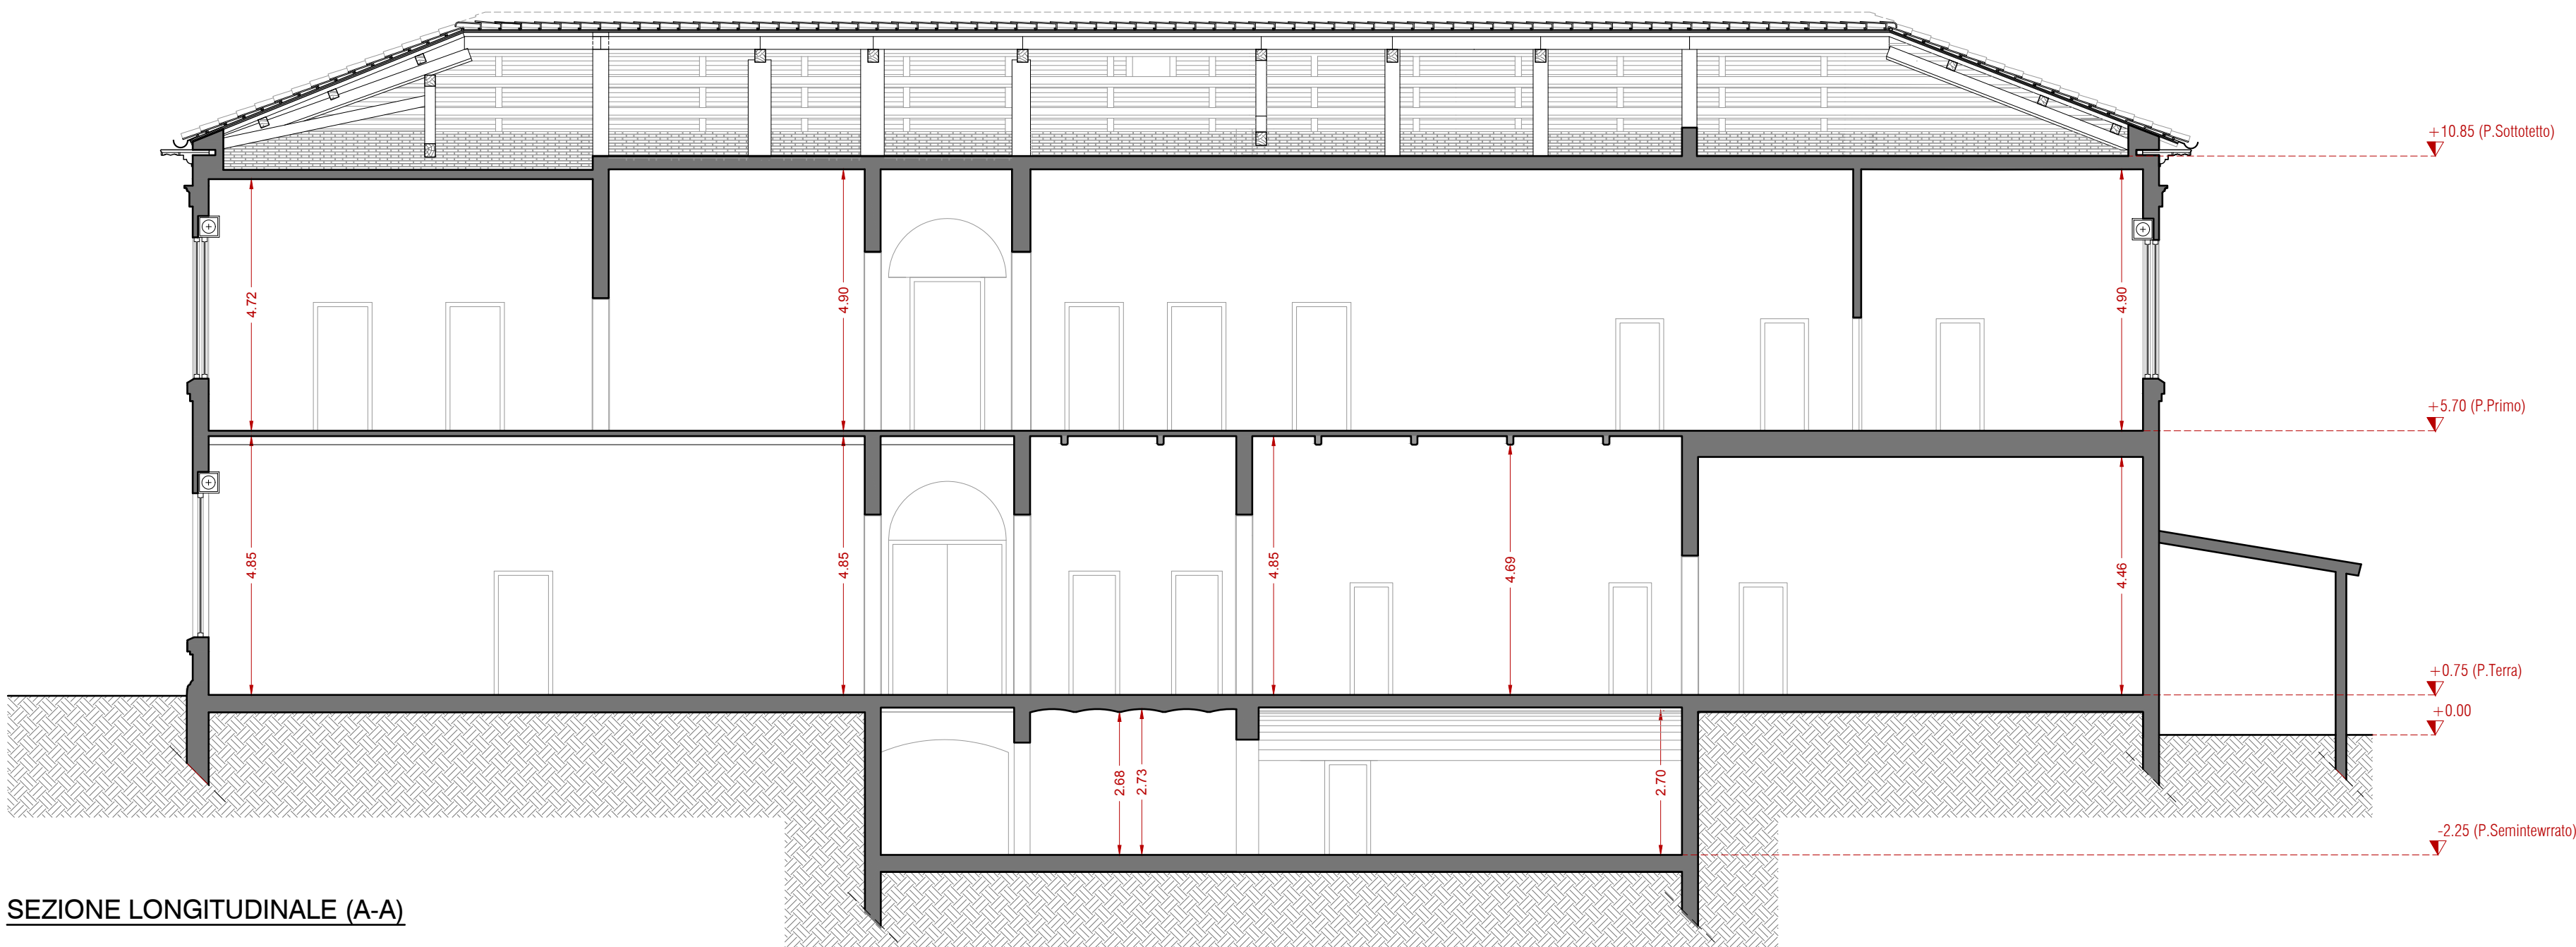 +10.85 (P.Sottotetto)
4.72
4.90
4.90
+5.70 (P.Primo)
4.85
4.85
4.85
4.69
4.46
+0.75 (P.Terra)
+0.00
2.68
2.73
2.70
-2.25 (P.Semintewrrato)
SEZIONE LONGITUDINALE (A-A)